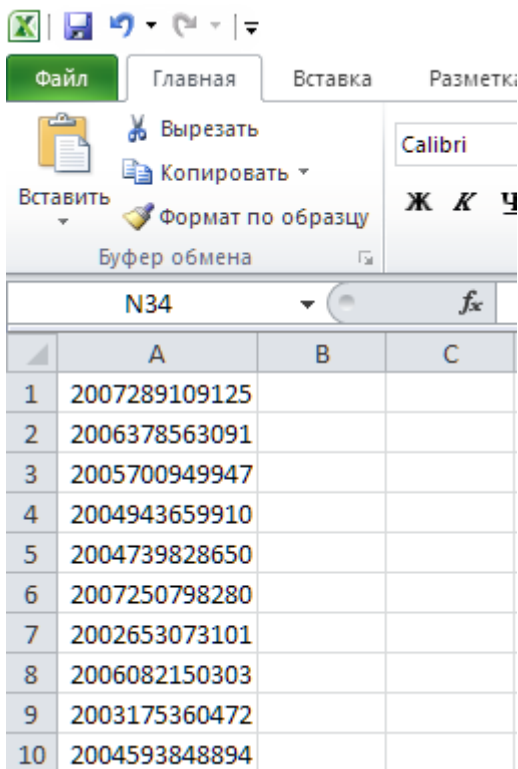 Файл Главная Вставка Разметка
Вставить
Вырезать
Копировать
Формат по образцу
Буфер обмена
Calibri
Ж К Ч
N34 fx
A B C
1 2007289109125
2 2006378563091
3 2005700949947
4 2004943659910
5 2004739828650
6 2007250798280
7 2002653073101
8 2006082150303
9 2003175360472
10 2004593848894